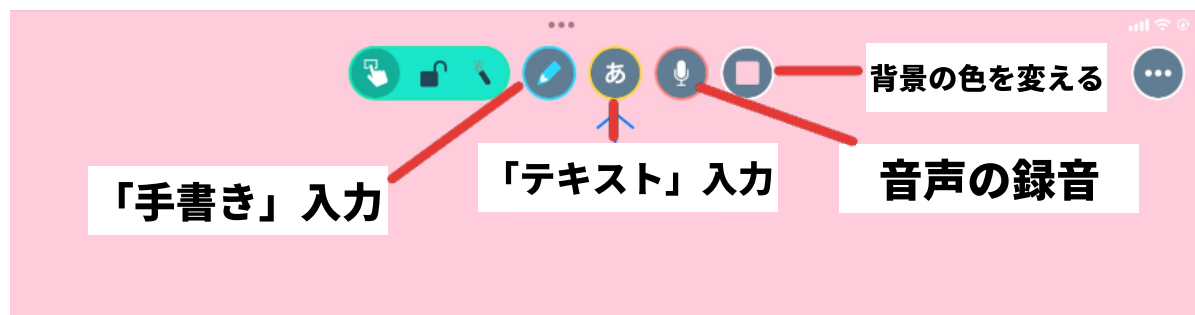 あ
背景の色を変える
「手書き」入力
「テキスト」入力
音声の録音